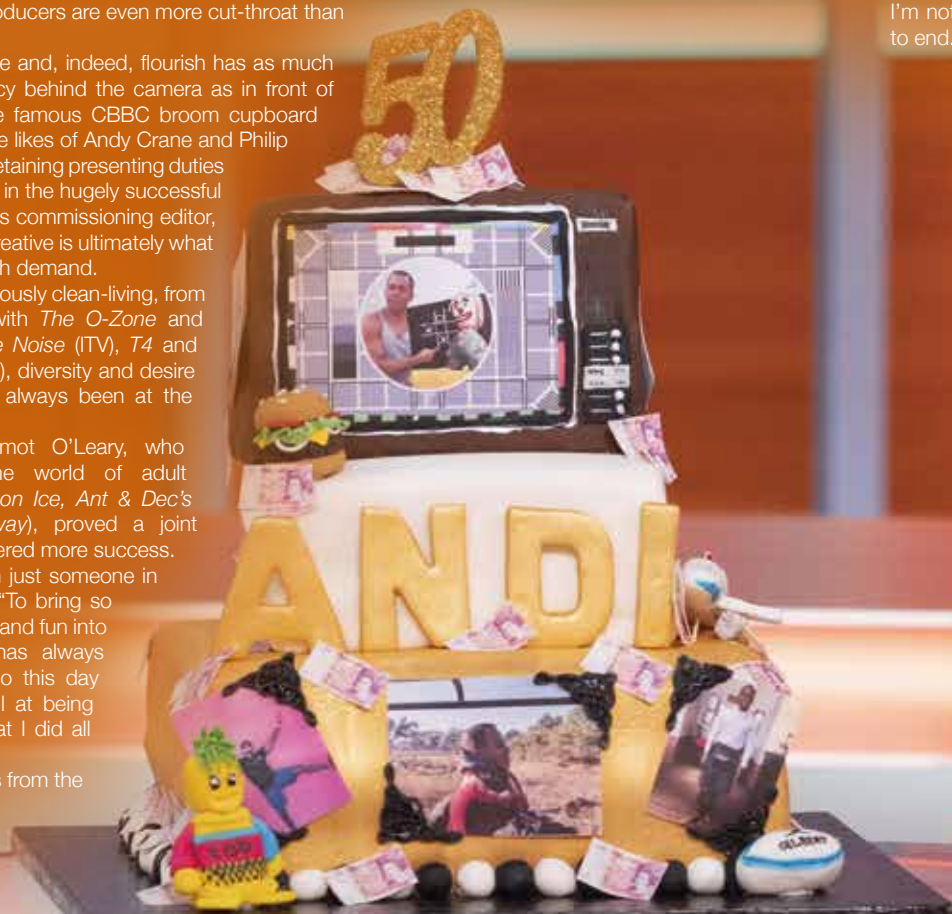 oducers are even more cut-throat than
e and, indeed, flourish has as much
cy behind the camera as in front of
e famous CBBC broom cupboard
e likes of Andy Crane and Philip
etaining presenting duties
in the hugely successful
s commissioning editor,
reative is ultimately what
h demand.
ously clean-living, from
with The O-Zone and
e Noise (ITV), T4 and
), diversity and desire
always been at the
mot O'Leary, who
ne world of adult
on Ice, Ant & Dec's
vay), proved a joint
ered more success.
n just someone in
"To bring so
and fun into
has always
o this day
l at being
at I did all
s from the
I'm not
to end.
50
ANDI
GILBERT